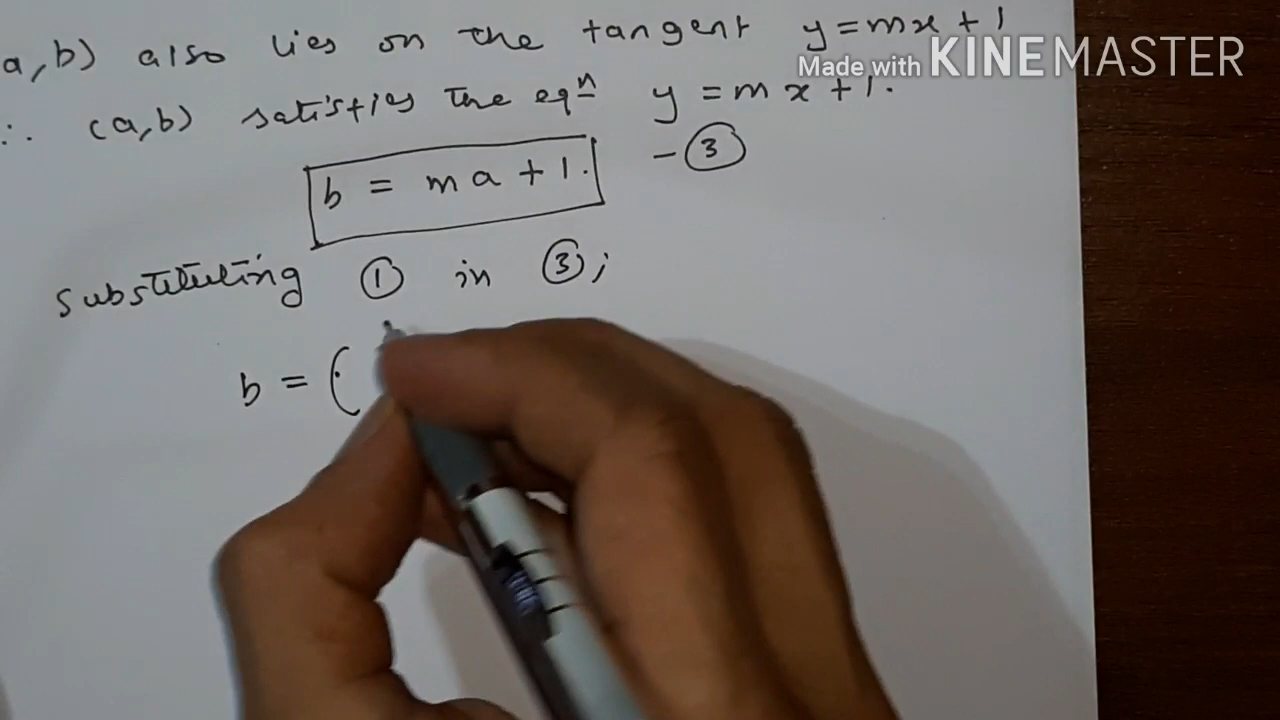 a,b) also lies on the tangent y=mx+1
Made with KINEMASTER
∴ (a,b) satisfies the eqn y=mx+1.
b = ma+1. -③
Substituting ① in ③;
b = (